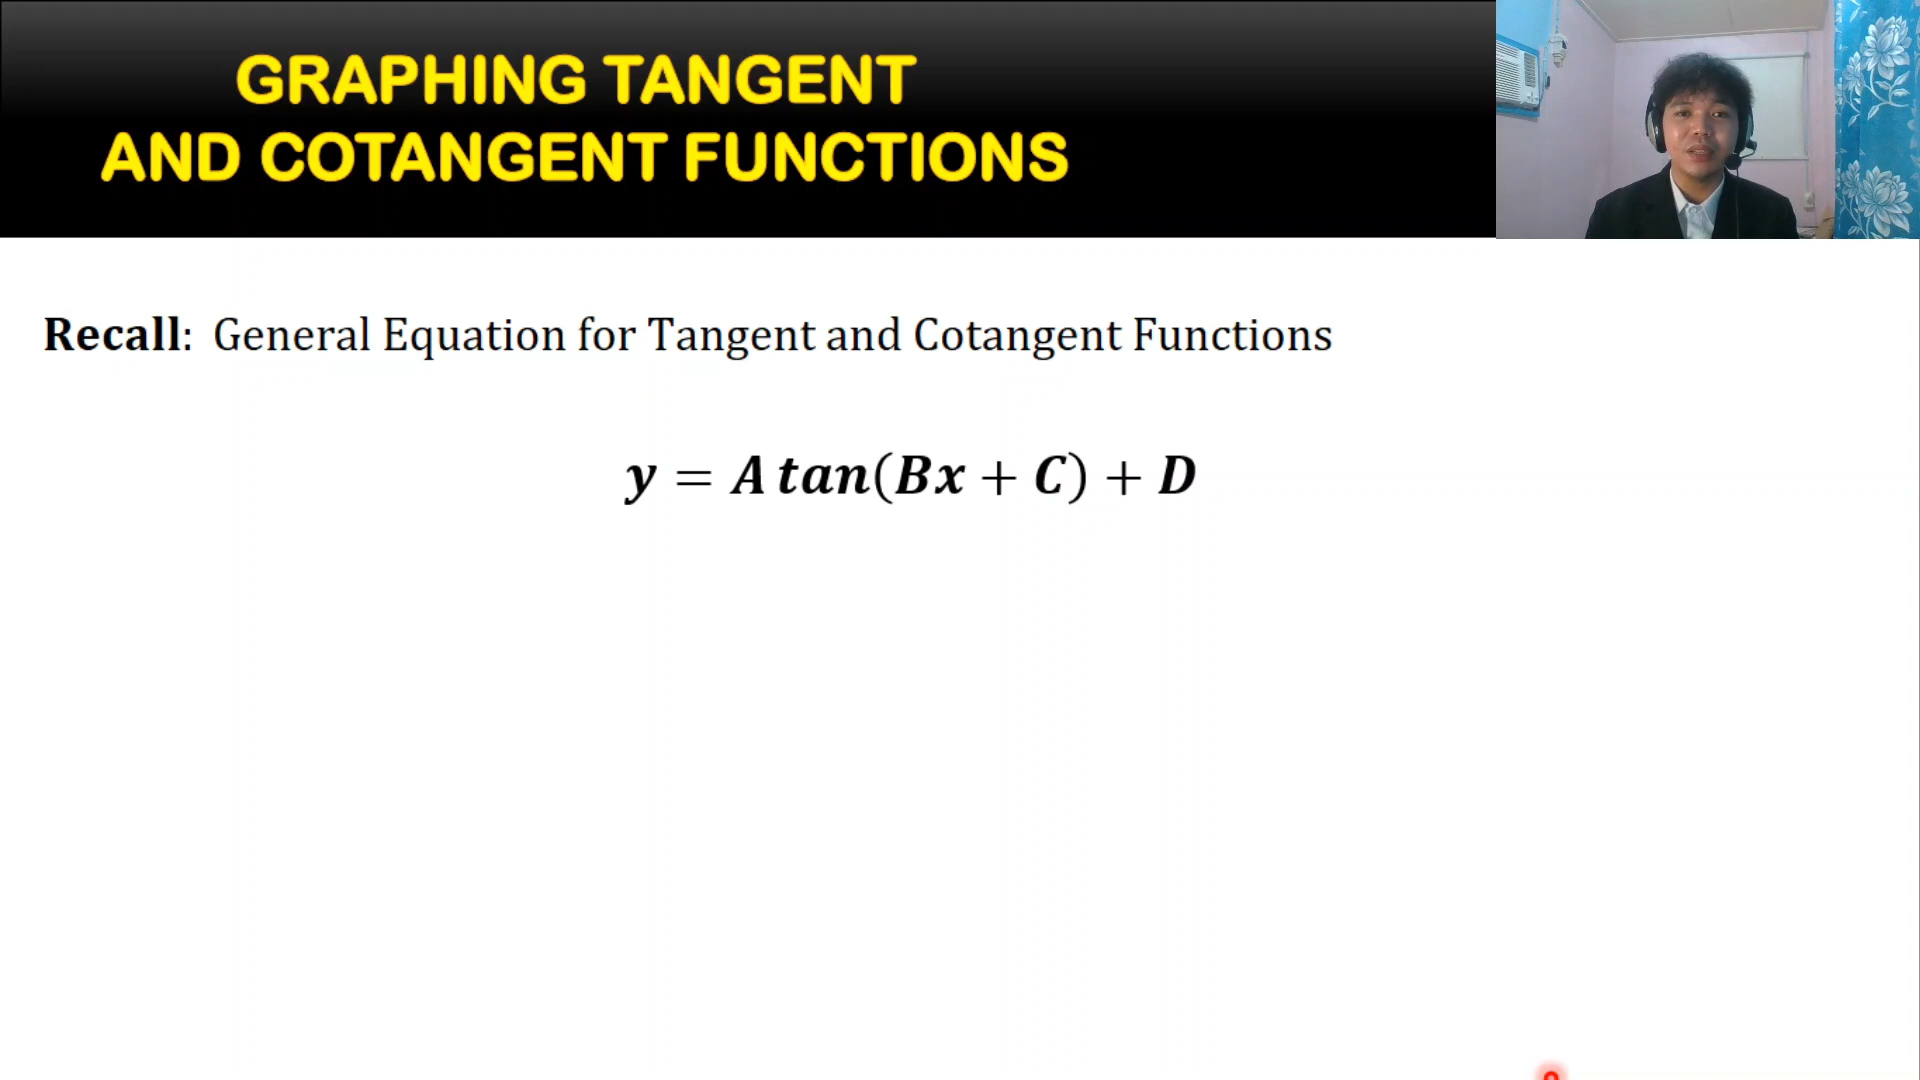 GRAPHING TANGENT
AND COTANGENT FUNCTIONS
Recall: General Equation for Tangent and Cotangent Functions
y = A tan(Bx + C) + D